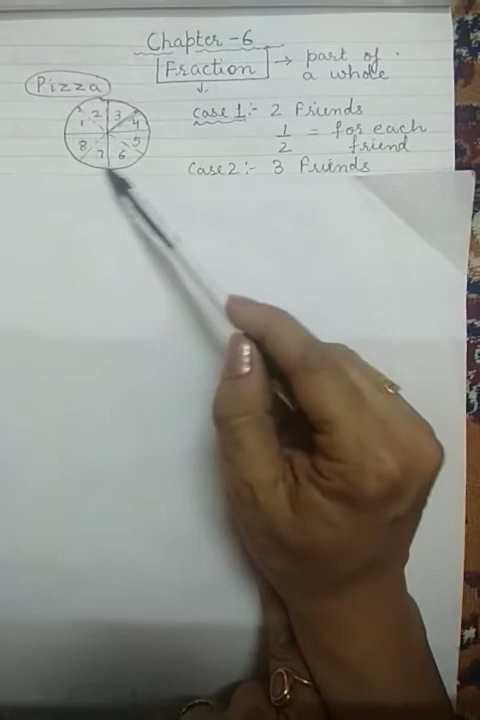 Chapter - 6
Fraction → part of a whole
Pizza
1 2 3 4 5 6 7 8
Case 1:- 2 Friends
1/2 = for each friend
Case 2:- 3 Friends